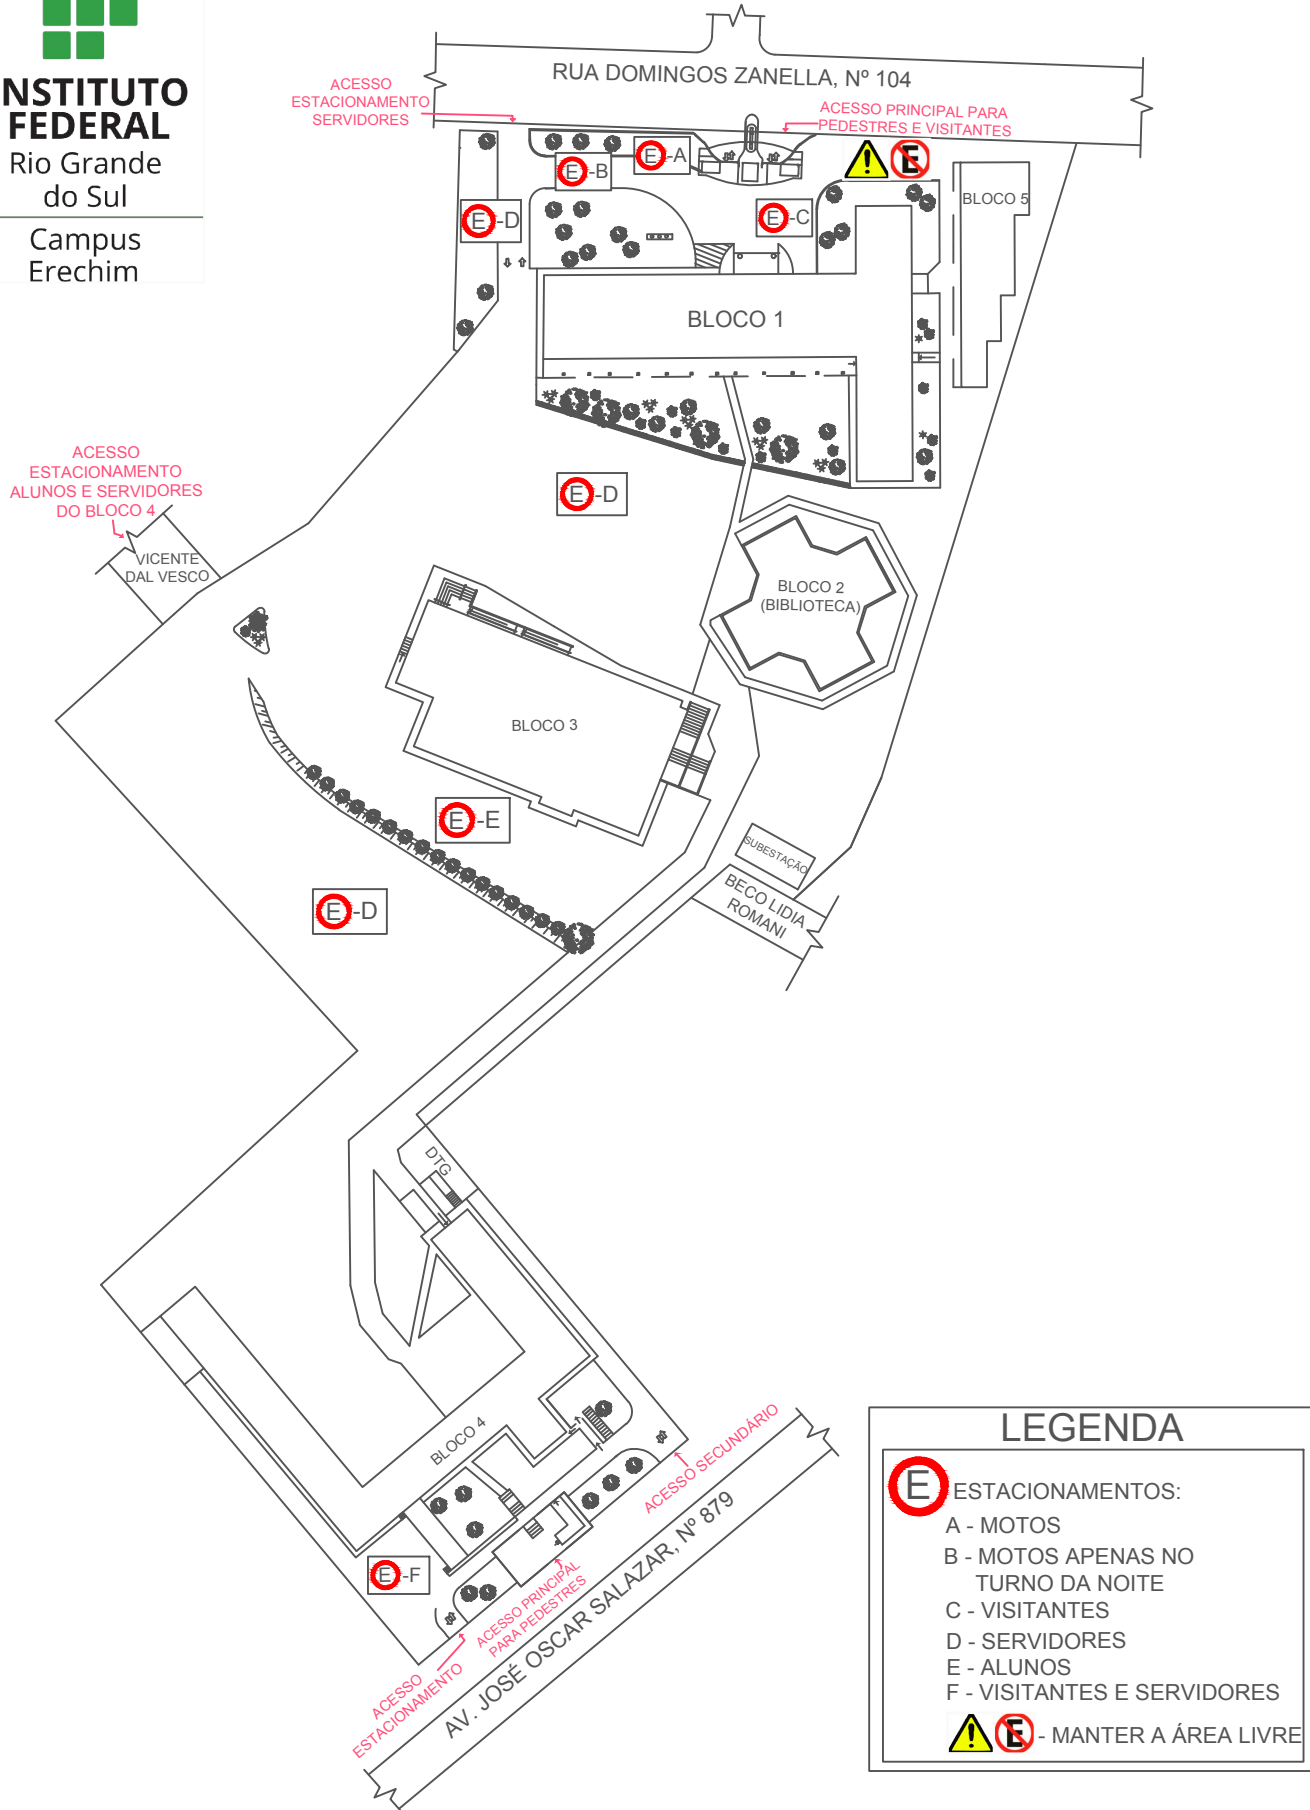 NSTITUTO
FEDERAL
Rio Grande
do Sul
Campus
Erechim
RUA DOMINGOS ZANELLA, Nº 104
ACESSO
ESTACIONAMENTO
SERVIDORES
ACESSO PRINCIPAL PARA
PEDESTRES E VISITANTES
E -A
E -B
E
E -D
E -C
BLOCO 5
BLOCO 1
ACESSO
ESTACIONAMENTO
ALUNOS E SERVIDORES
DO BLOCO 4
VICENTE
DAL VESCO
E -D
BLOCO 2
(BIBLIOTECA)
BLOCO 3
E -E
SUBESTAÇÃO
BECO LIDIA
ROMANI
E -D
DTG
BLOCO 4
E -F
ACESSO SECUNDÁRIO
ACESSO PRINCIPAL
PARA PEDESTRES
ACESSO
ESTACIONAMENTO
AV. JOSÉ OSCAR SALAZAR, Nº 879
LEGENDA
E ESTACIONAMENTOS:
A - MOTOS
B - MOTOS APENAS NO
TURNO DA NOITE
C - VISITANTES
D - SERVIDORES
E - ALUNOS
F - VISITANTES E SERVIDORES
! E - MANTER A ÁREA LIVRE